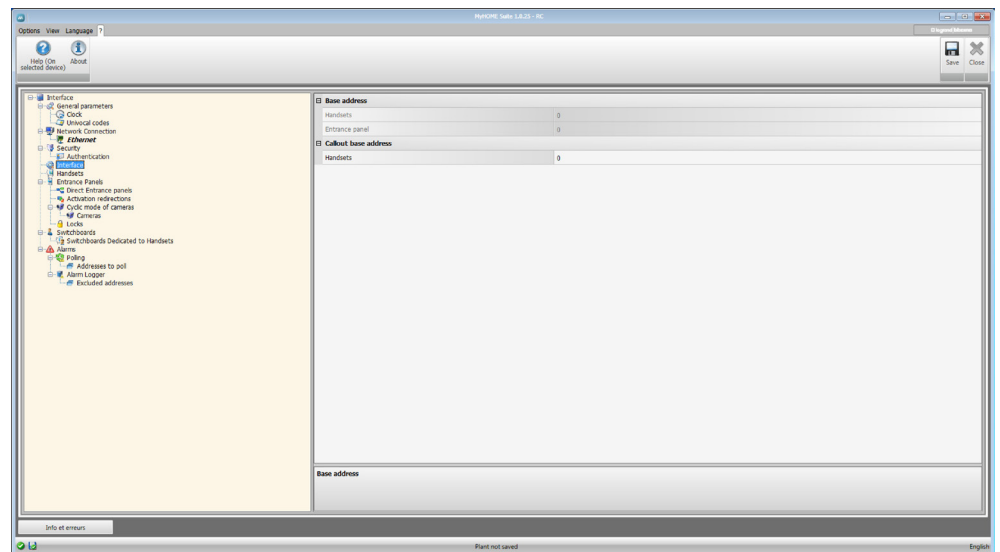 MyHOME Suite 1.0.25 - RC
Options View Language ?
Help (On selected device)
About
Save
Close
Interface
General parameters
Clock
Univocal codes
Network Connection
Ethernet
Security
Authentication
Interface
Handsets
Entrance Panels
Direct Entrance panels
Activation redirections
Cyclic mode of cameras
Cameras
Locks
Switchboards
Switchboards Dedicated to Handsets
Alarms
Polling
Addresses to poll
Alarm Logger
Excluded addresses
Base address
Handsets 0
Entrance panel 0
Callout base address
Handsets 0
Base address
Info et erreurs
Plant not saved
English